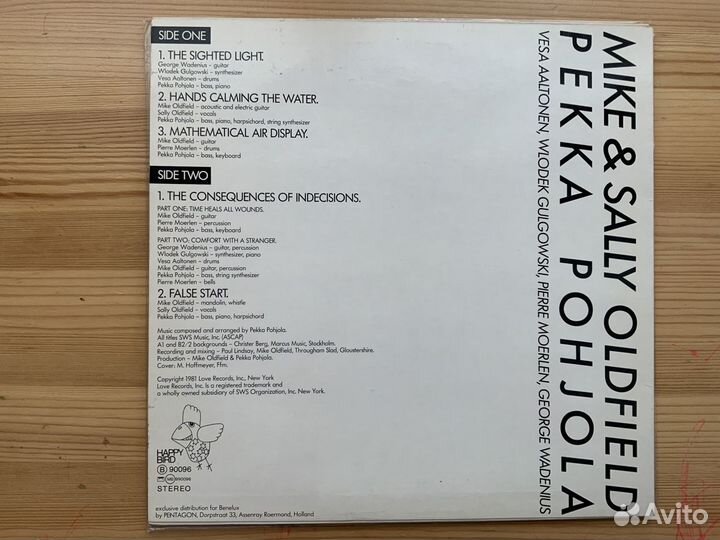 SIDE ONE
1. THE SIGHTED LIGHT.
George Wadenius – guitar
Wlodek Gulgowski – synthesizer
Vesa Aaltonen – drums
Pekka Pohjola – bass, piano
2. HANDS CALMING THE WATER.
Mike Oldfield – acoustic and electric guitar
Sally Oldfield – vocals
Pekka Pohjola – bass, piano, harpsichord, string synthesizer
3. MATHEMATICAL AIR DISPLAY.
Mike Oldfield – guitar
Pierre Moerlen – drums
Pekka Pohjola – bass, keyboard
SIDE TWO
1. THE CONSEQUENCES OF INDECISIONS.
PART ONE: TIME HEALS ALL WOUNDS.
Mike Oldfield – guitar
Pierre Moerlen – percussion
Pekka Pohjola – bass, keyboard
PART TWO: COMFORT WITH A STRANGER.
George Wadenius – guitar, percussion
Wlodek Gulgowski – synthesizer, piano
Vesa Aaltonen – drums
Mike Oldfield – guitar, percussion
Pekka Pohjola – bass, string synthesizer
Pierre Moerlen – bells
2. FALSE START.
Mike Oldfield – mandolin, whistle
Sally Oldfield – vocals
Pekka Pohjola – bass, piano, harpsichord
Music composed and arranged by Pekka Pohjola.
All titles SWS Music, Inc. (ASCAP)
A1 and B2/2 backgrounds – Christer Berg, Marcus Music, Stockholm.
Recording and mixing – Paul Lindsay, Mike Oldfield, Througham Slad, Gloustershire.
Production – Mike Oldfield & Pekka Pohjola.
Cover: M. Hoffmeyer, Ffm.
Copyright 1981 Love Records, Inc., New York
Love Records, Inc. is a registered trademark and
a wholly owned subsidiary of SWS Organization, Inc. New York.
HAPPY
BIRD
B 90096
MB 890096
STEREO
exclusive distribution for Benelux
by PENTAGON, Dorpstraat 33, Assenray Roermond, Holland
MIKE & SALLY OLDFIELD
PEKKA POHJOLA
VESA AALTONEN, WLODEK GULGOWSKI, PIERRE MOERLEN, GEORGE WADENIUS
Avito